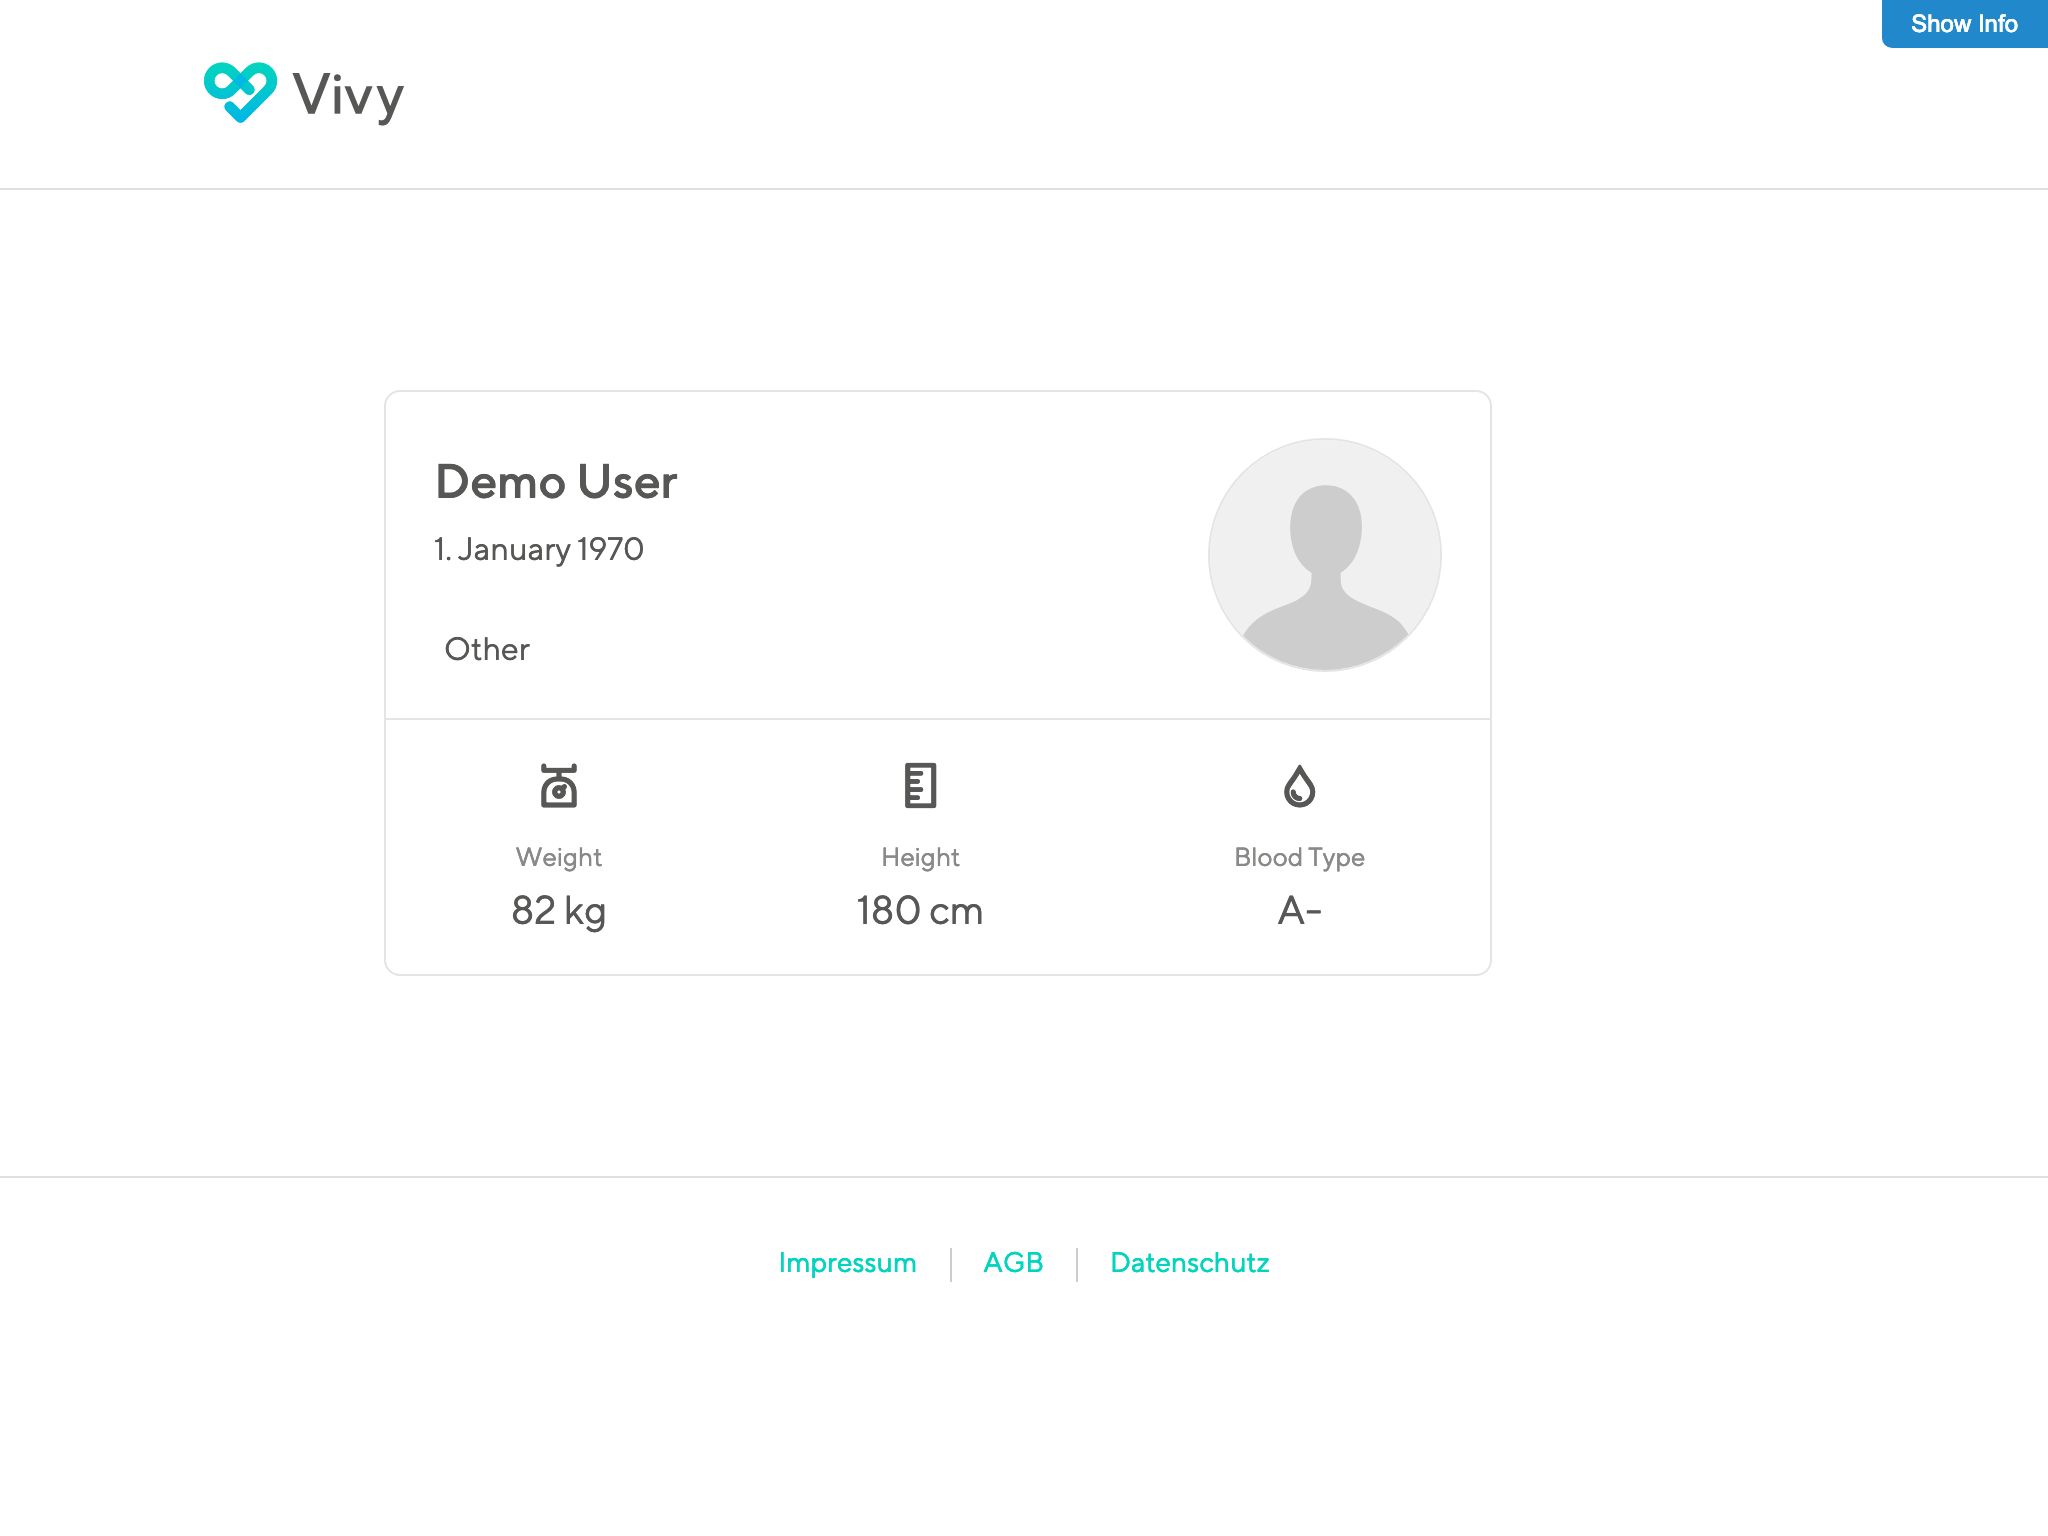 Show Info
Vivy
Demo User
1. January 1970
Other
Weight
Height
Blood Type
82 kg
180 cm
A-
Impressum
AGB
Datenschutz